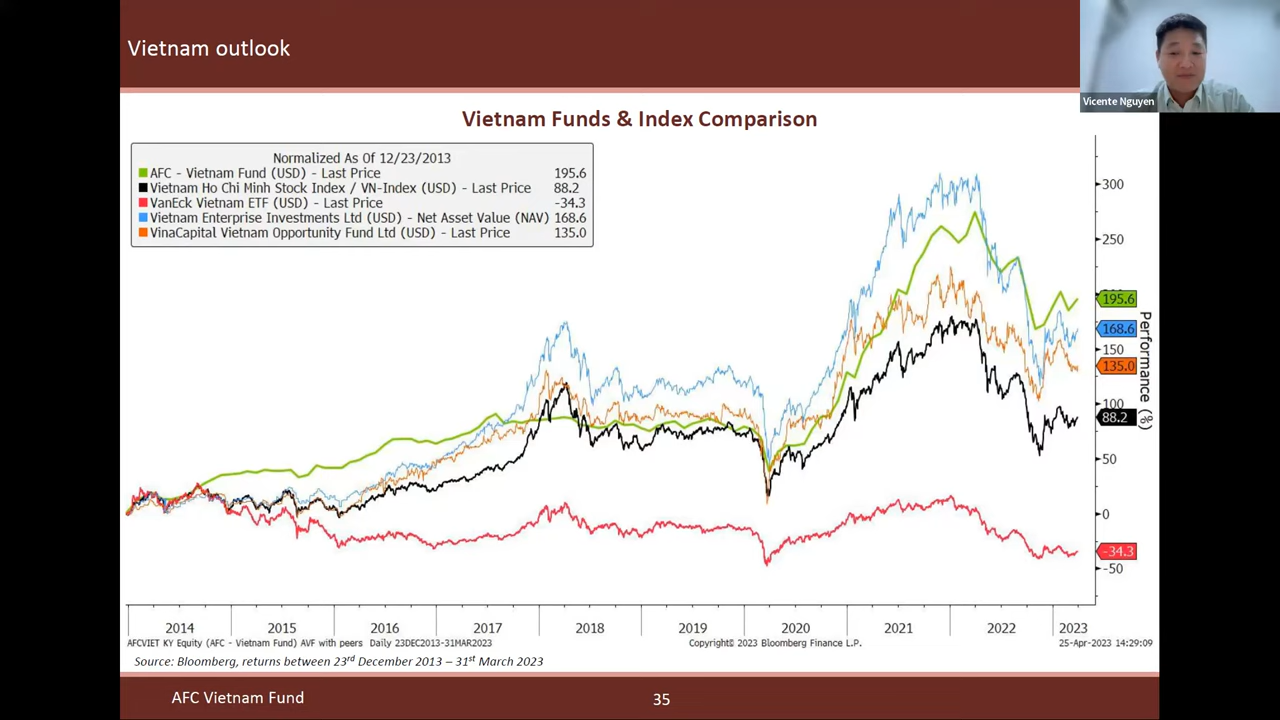 Vietnam outlook
Vicente Nguyen
Vietnam Funds & Index Comparison
Normalized As Of 12/23/2013
AFC - Vietnam Fund (USD) - Last Price 195.6
Vietnam Ho Chi Minh Stock Index / VN-Index (USD) - Last Price 88.2
VanEck Vietnam ETF (USD) - Last Price -34.3
Vietnam Enterprise Investments Ltd (USD) - Net Asset Value (NAV) 168.6
VinaCapital Vietnam Opportunity Fund Ltd (USD) - Last Price 135.0
300
250
195.6
168.6
150
135.0
100
88.2
50
0
-34.3
-50
Performance (%)
2014 2015 2016 2017 2018 2019 2020 2021 2022 2023
AFCVIET KY Equity (AFC - Vietnam Fund) AVF with peers Daily 23DEC2013-31MAR2023 Copyright© 2023 Bloomberg Finance L.P. 25-Apr-2023 14:29:09
Source: Bloomberg, returns between 23rd December 2013 – 31st March 2023
AFC Vietnam Fund 35